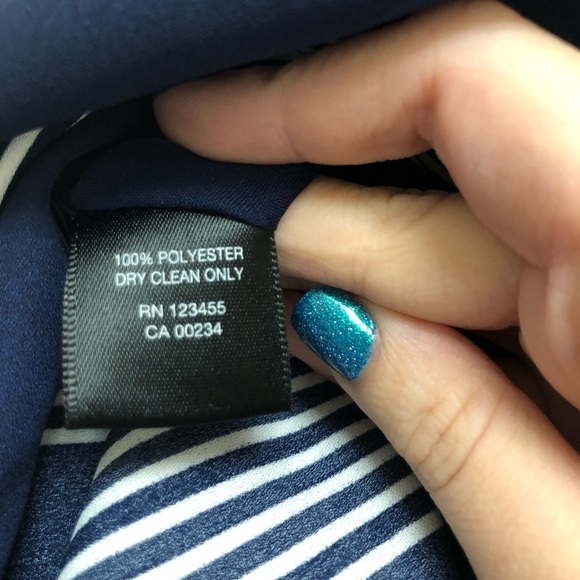 100% POLYESTER
DRY CLEAN ONLY
RN 123455
CA 00234